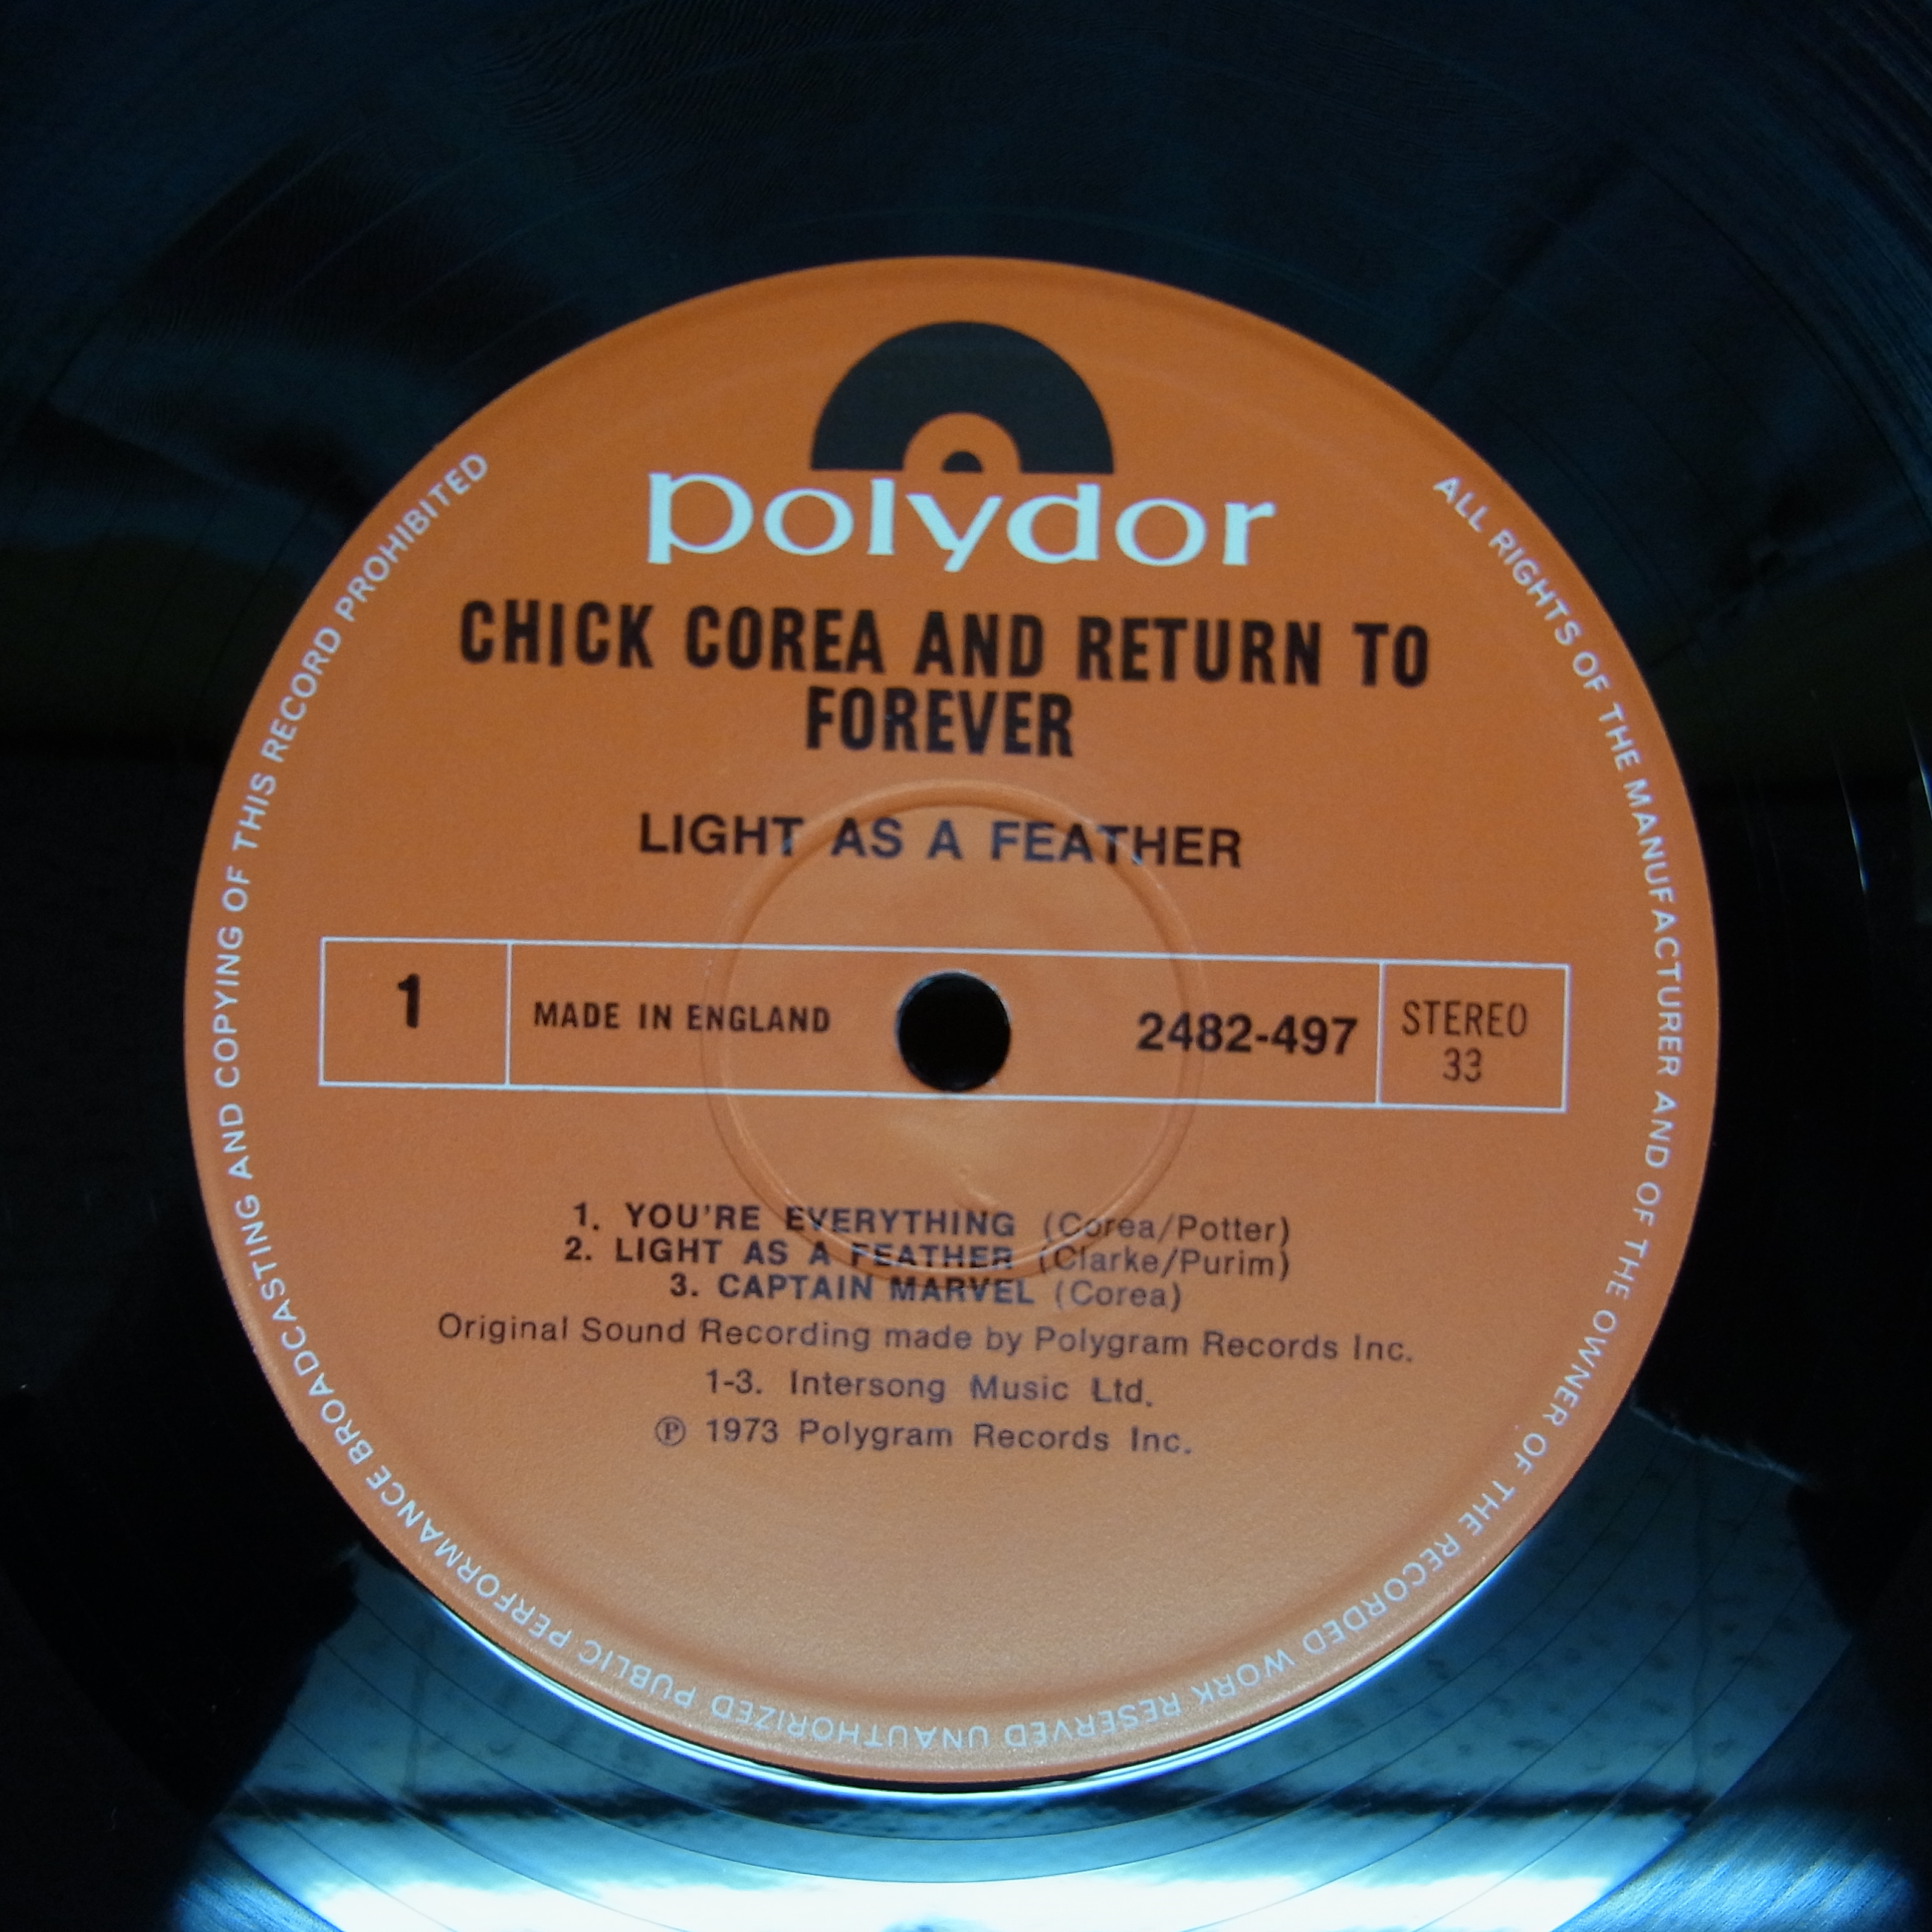 polydor
CHICK COREA AND RETURN TO
FOREVER
LIGHT AS A FEATHER
1
MADE IN ENGLAND
2482-497
STEREO
33
1. YOU'RE EVERYTHING (Corea/Potter)
2. LIGHT AS A FEATHER (Clarke/Purim)
3. CAPTAIN MARVEL (Corea)
Original Sound Recording made by Polygram Records Inc.
1-3. Intersong Music Ltd.
℗ 1973 Polygram Records Inc.
ALL RIGHTS OF THE MANUFACTURER AND OF THE OWNER OF THE RECORDED WORK RESERVED UNAUTHORIZED PUBLIC PERFORMANCE BROADCASTING AND COPYING OF THIS RECORD PROHIBITED